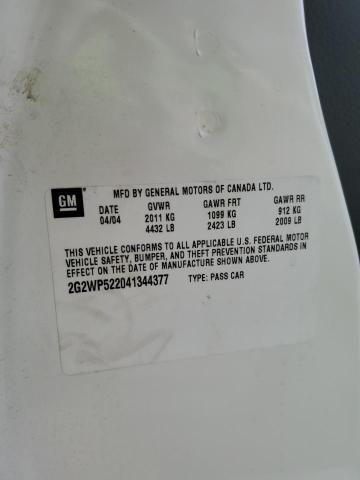 GM
MFD BY GENERAL MOTORS OF CANADA LTD.
DATE GVWR GAWR FRT GAWR RR
04/04 2011 KG 1099 KG 912 KG
4432 LB 2423 LB 2009 LB
THIS VEHICLE CONFORMS TO ALL APPLICABLE U.S. FEDERAL MOTOR
VEHICLE SAFETY, BUMPER, AND THEFT PREVENTION STANDARDS IN
EFFECT ON THE DATE OF MANUFACTURE SHOWN ABOVE.
2G2WP522041344377 TYPE: PASS CAR